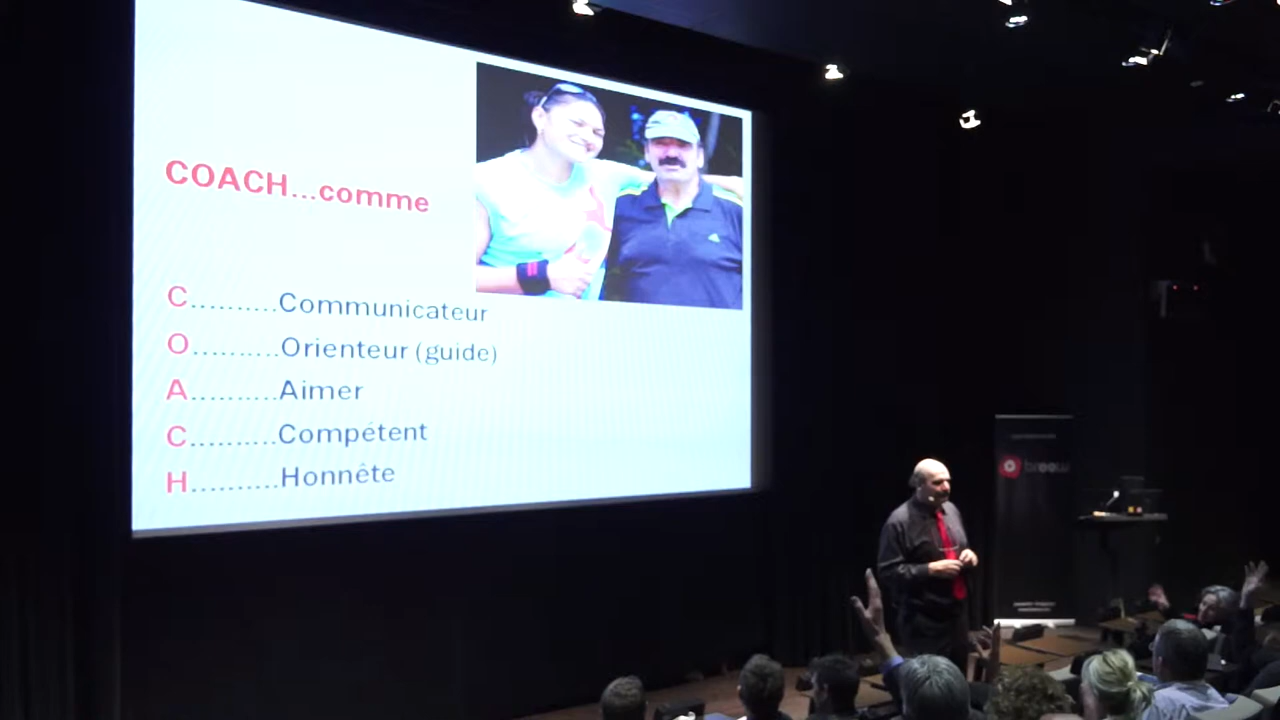 COACH...comme
C..........Communicateur
O..........Orienteur (guide)
A..........Aimer
C..........Compétent
H..........Honnête